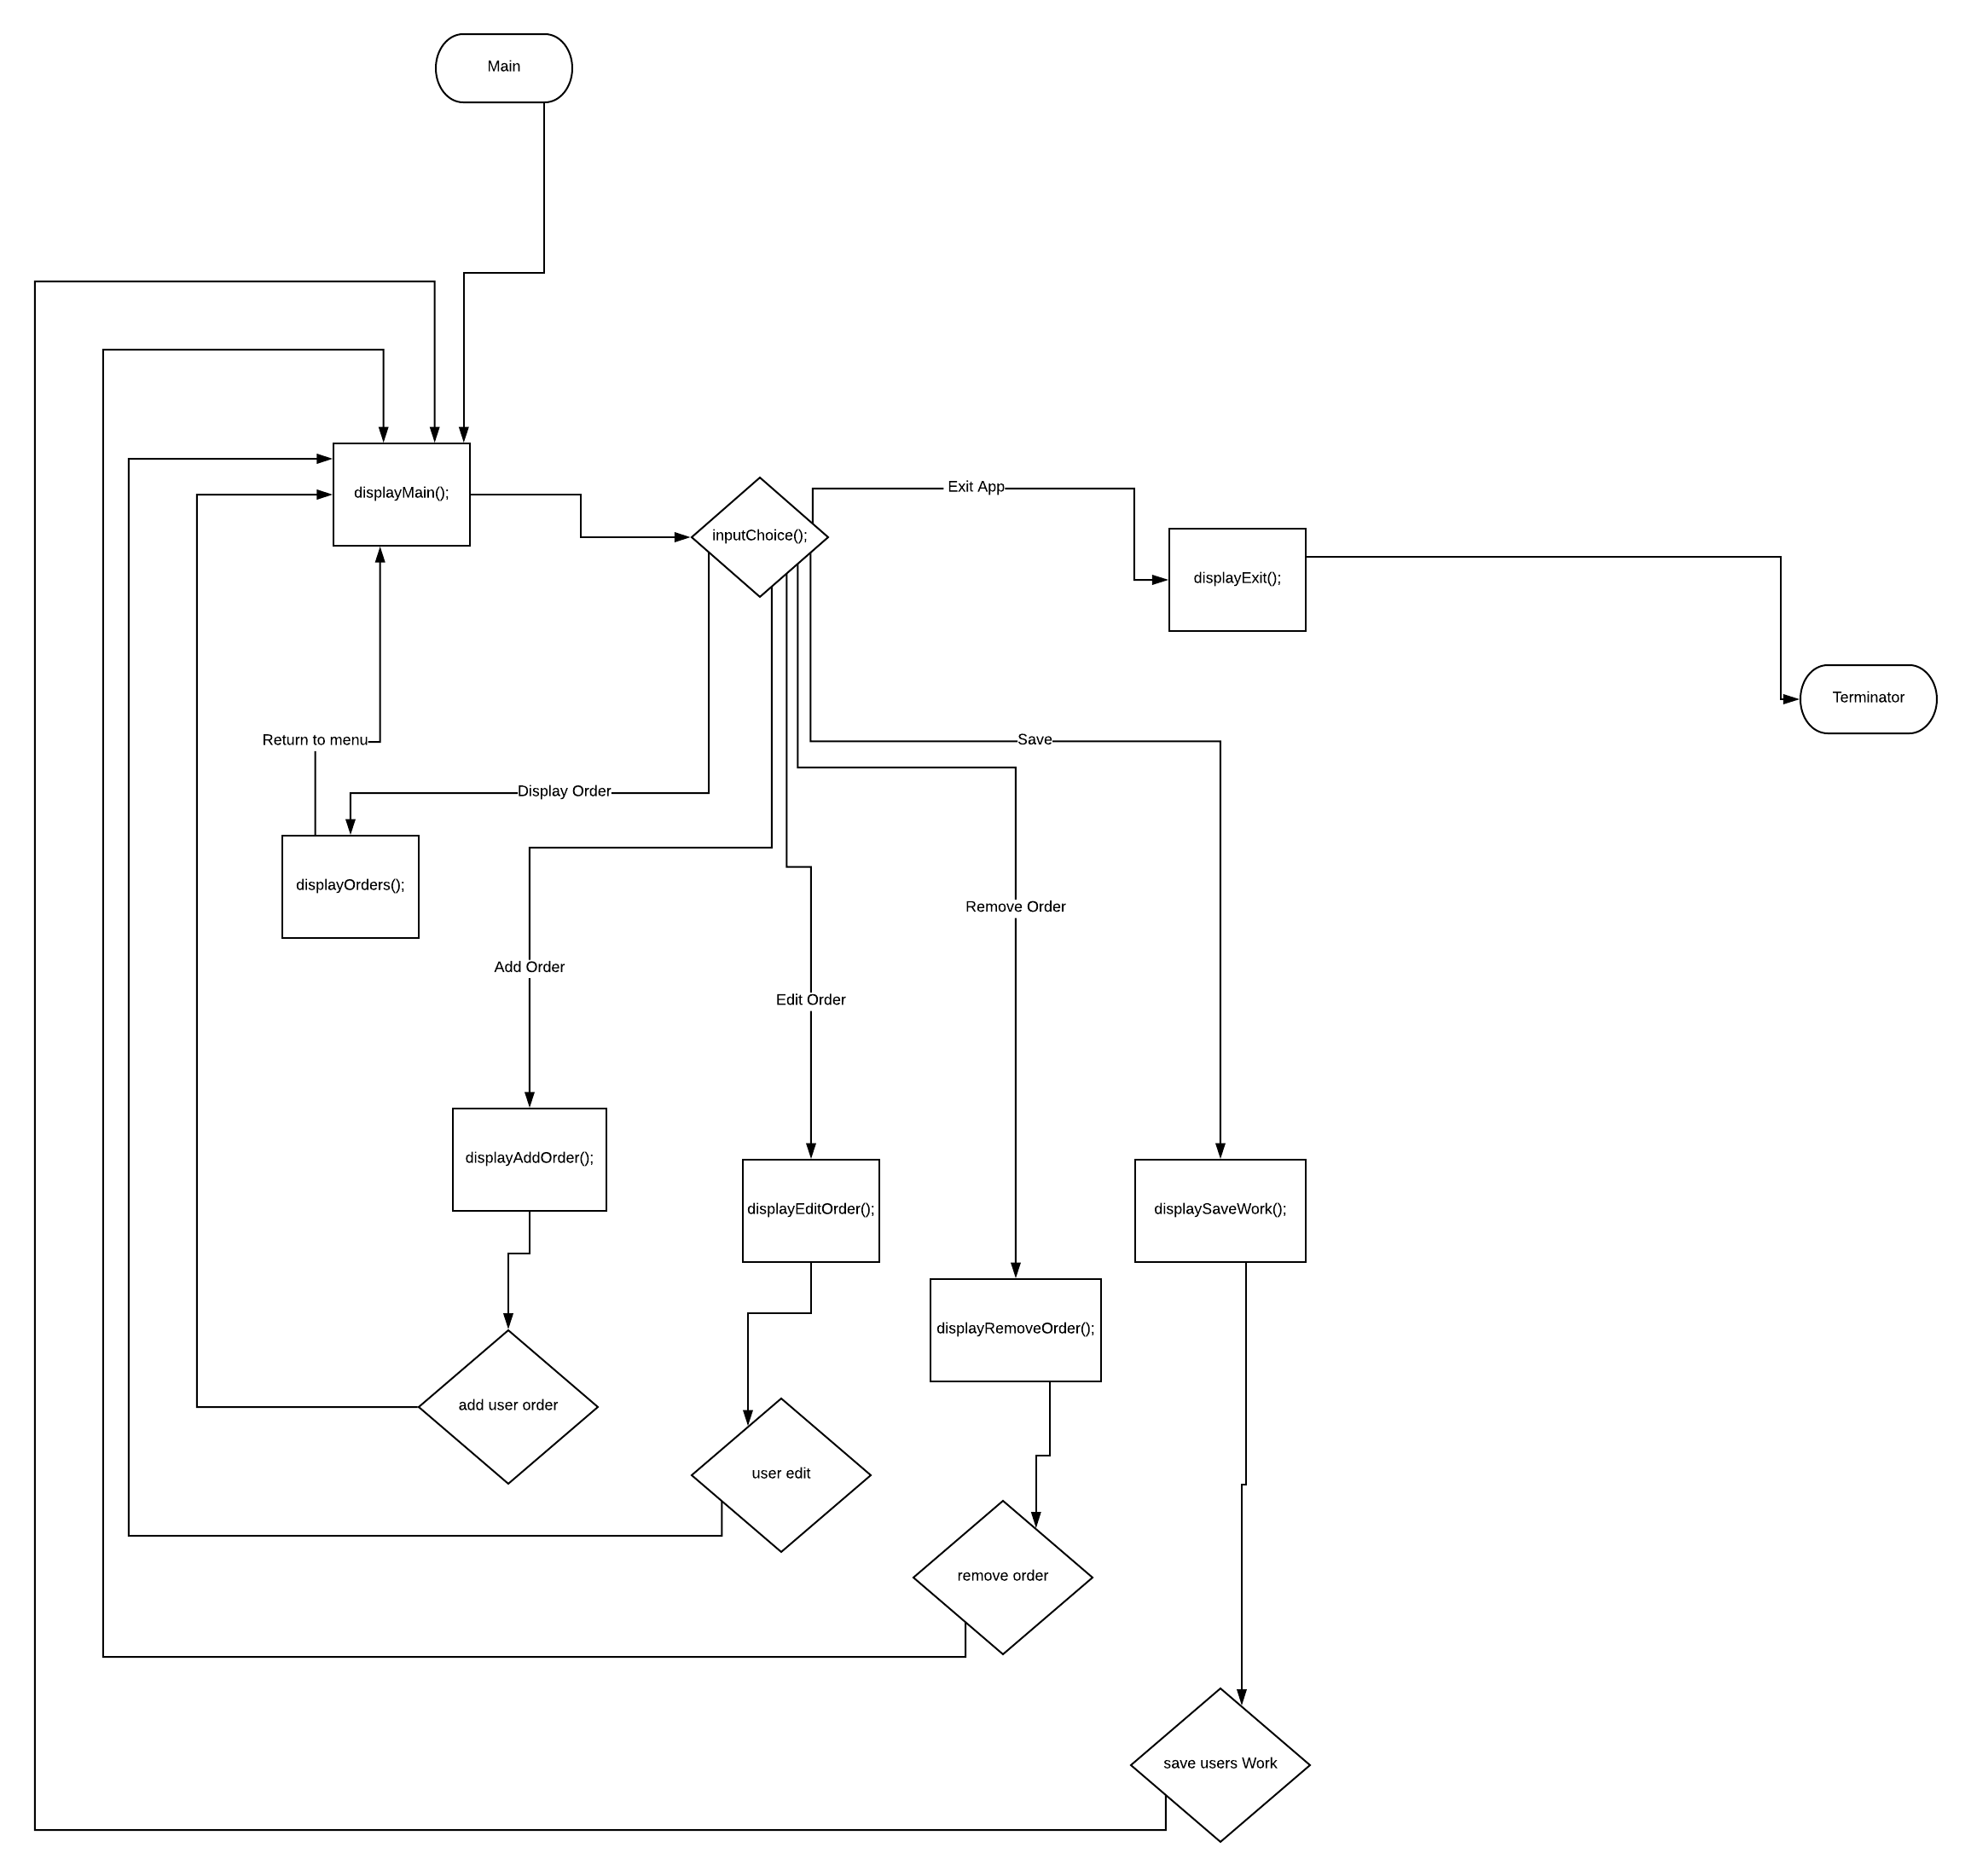 Main
displayMain();
inputChoice();
Exit App
displayExit();
Terminator
Return to menu
Save
Display Order
displayOrders();
Remove Order
Add Order
Edit Order
displayAddOrder();
displayEditOrder();
displaySaveWork();
displayRemoveOrder();
add user order
user edit
remove order
save users Work